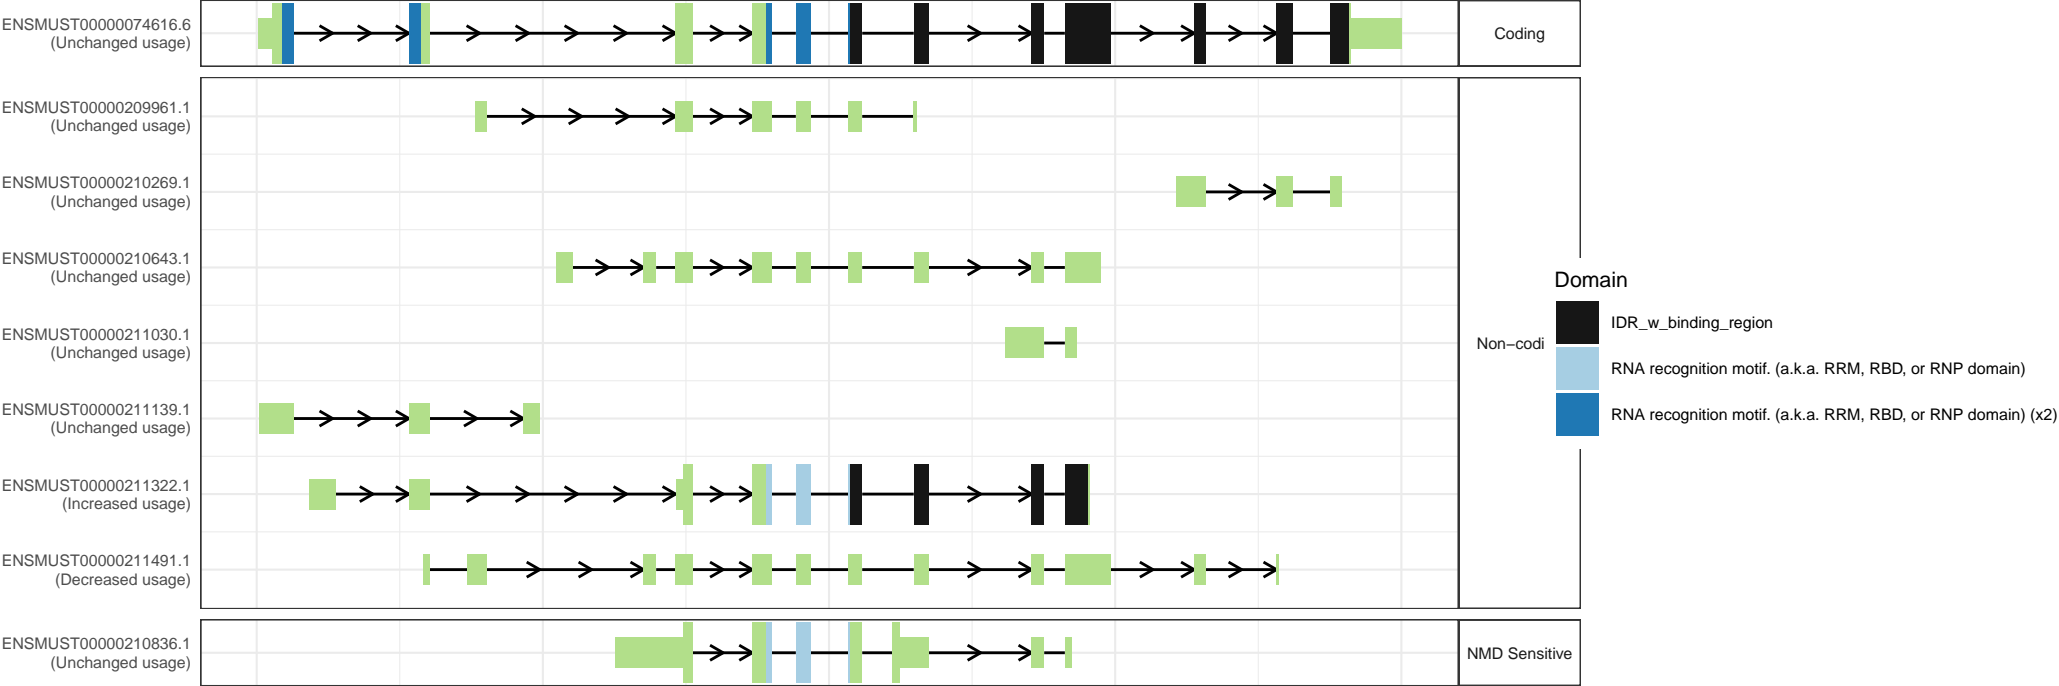 ENSMUST00000074616.6
(Unchanged usage)
Coding
ENSMUST00000209961.1
(Unchanged usage)
ENSMUST00000210269.1
(Unchanged usage)
ENSMUST00000210643.1
(Unchanged usage)
ENSMUST00000211030.1
(Unchanged usage)
ENSMUST00000211139.1
(Unchanged usage)
ENSMUST00000211322.1
(Increased usage)
ENSMUST00000211491.1
(Decreased usage)
Non−codi
ENSMUST00000210836.1
(Unchanged usage)
NMD Sensitive
Domain
IDR_w_binding_region
RNA recognition motif. (a.k.a. RRM, RBD, or RNP domain)
RNA recognition motif. (a.k.a. RRM, RBD, or RNP domain) (x2)